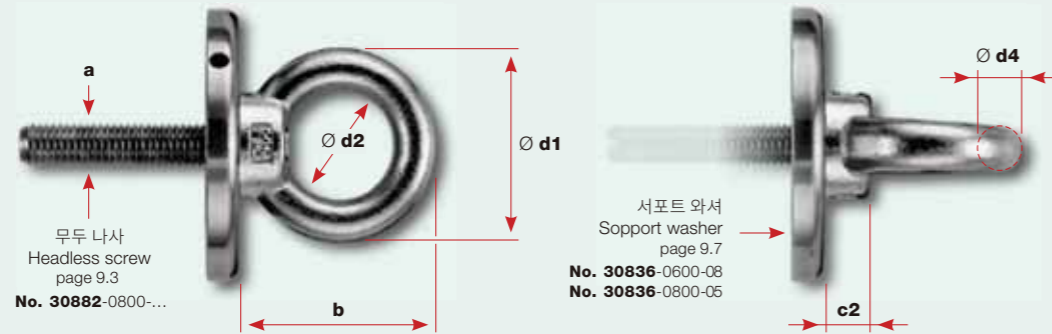 a
Ø d2
Ø d1
무두 나사
Headless screw
page 9.3
No. 30882-0800-...
b
Ø d4
서포트 와셔
Sopport washer
page 9.7
No. 30836-0600-08
No. 30836-0800-05
c2